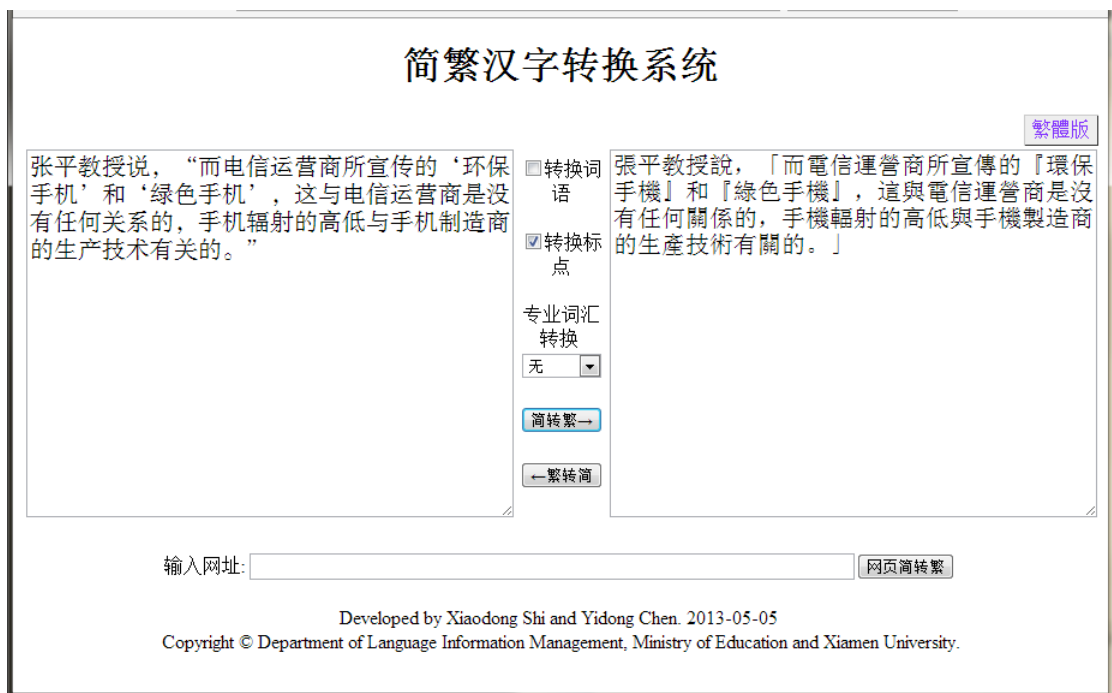 简繁汉字转换系统
繁體版
张平教授说，“而电信运营商所宣传的‘环保
手机’和‘绿色手机’，这与电信运营商是没
有任何关系的，手机辐射的高低与手机制造商
的生产技术有关的。”
转换词
语
转换标
点
专业词汇
转换
无
简转繁→
←繁转简
張平教授說，「而電信運營商所宣傳的『環保
手機』和『綠色手機』，這與電信運營商是沒
有任何關係的，手機輻射的高低與手機製造商
的生產技術有關的。」
输入网址:
网页简转繁
Developed by Xiaodong Shi and Yidong Chen. 2013-05-05
Copyright © Department of Language Information Management, Ministry of Education and Xiamen University.